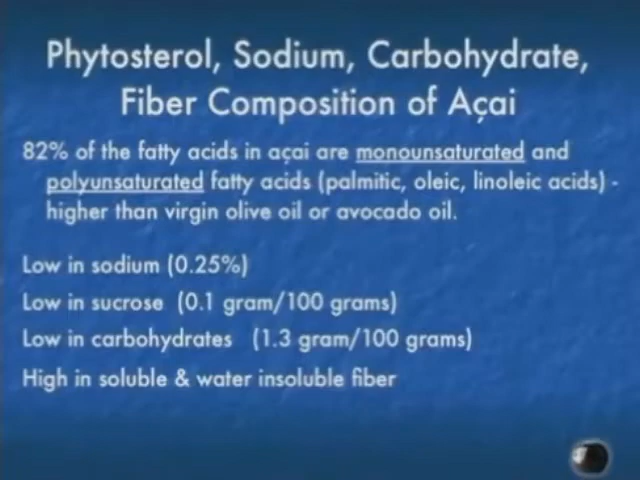 Phytosterol, Sodium, Carbohydrate,
Fiber Composition of Açai
82% of the fatty acids in açai are monounsaturated and
polyunsaturated fatty acids (palmitic, oleic, linoleic acids) -
higher than virgin olive oil or avocado oil.
Low in sodium (0.25%)
Low in sucrose (0.1 gram/100 grams)
Low in carbohydrates (1.3 gram/100 grams)
High in soluble & water insoluble fiber